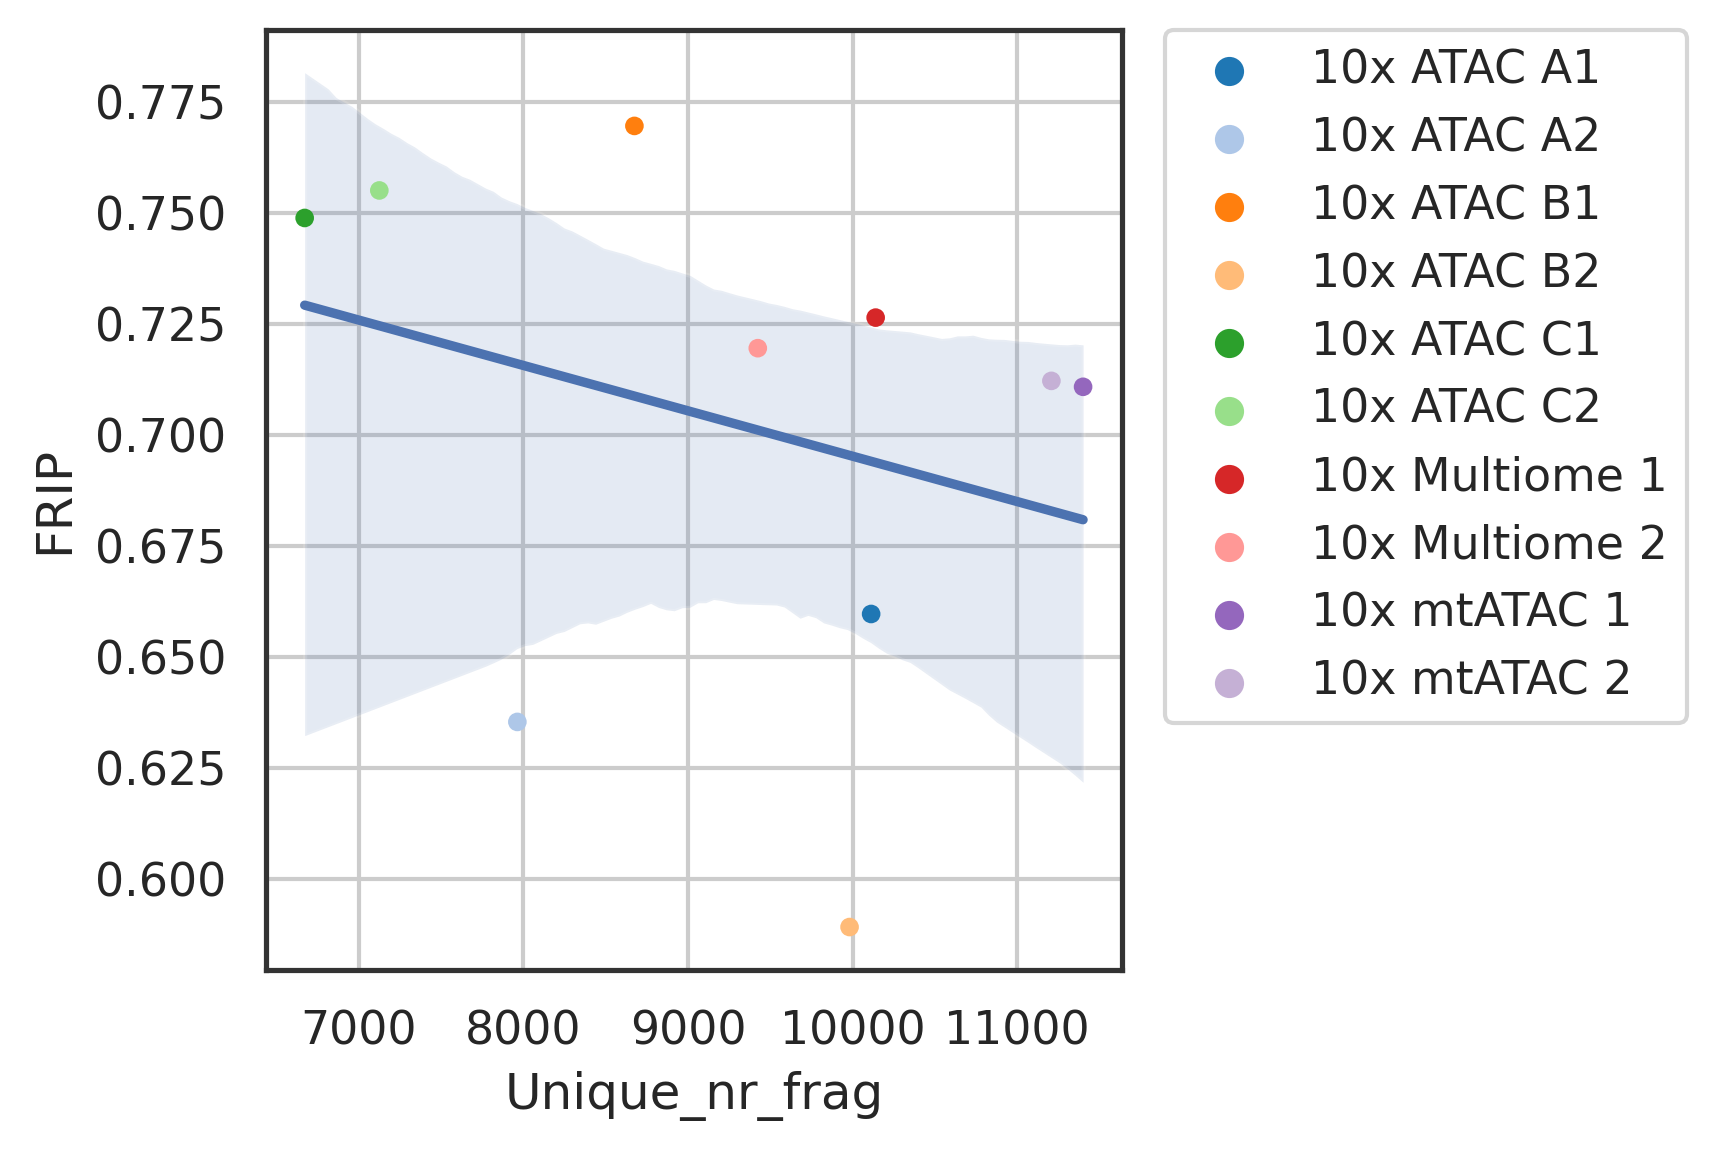 0.775
0.750
0.725
0.700
0.675
0.650
0.625
0.600
FRIP
7000 8000 9000 10000 11000
Unique_nr_frag
10x ATAC A1
10x ATAC A2
10x ATAC B1
10x ATAC B2
10x ATAC C1
10x ATAC C2
10x Multiome 1
10x Multiome 2
10x mtATAC 1
10x mtATAC 2